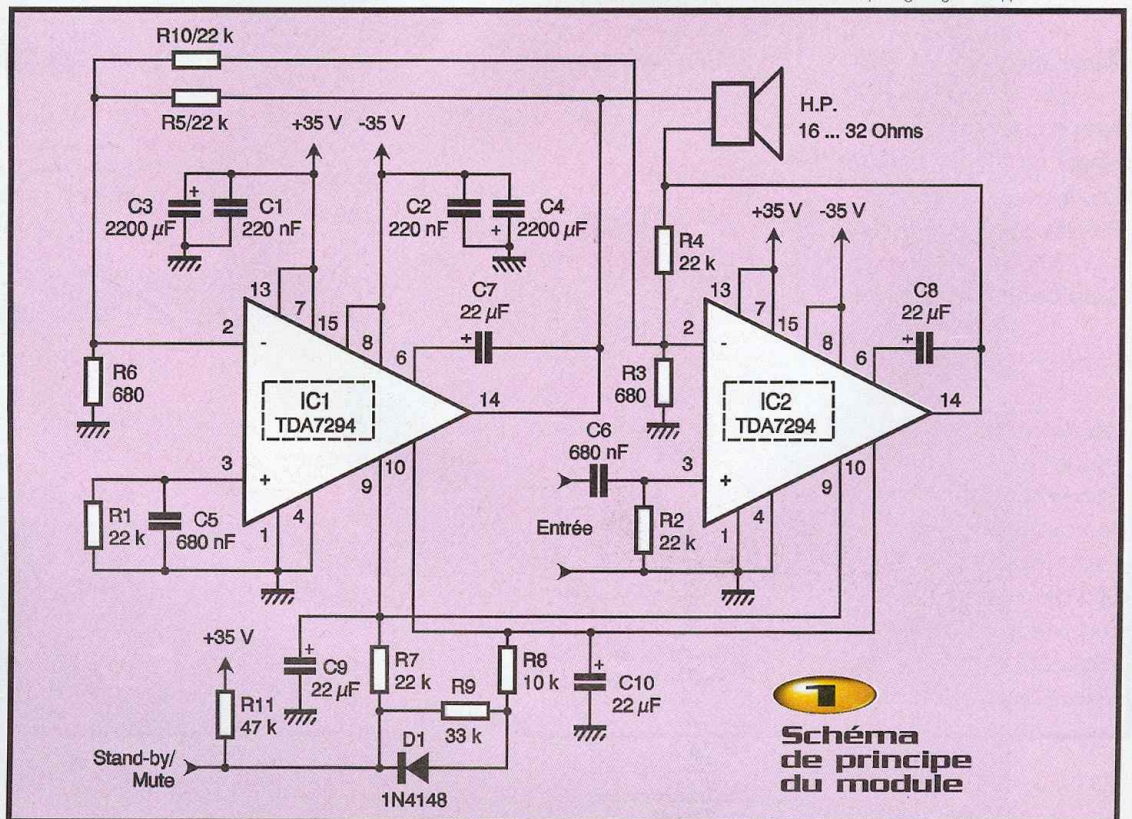 R10/22 k
R5/22 k
+35 V
-35 V
H.P.
16 ... 32 Ohms
C3
2200 µF
+
C1
220 nF
C2
220 nF
C4
2200 µF
+
R4
22 k
+35 V
-35 V
13
7
15
8
6
C7
22 µF
+
2
-
R6
680
IC1
TDA7294
14
3
+
R1
22 k
C5
680 nF
1
4
9
10
13
7
15
8
6
C8
22 µF
+
2
-
R3
680
IC2
TDA7294
14
C6
680 nF
3
+
Entrée
R2
22 k
1
4
9
10
+35 V
R11
47 k
C9
22 µF
+
R7
22 k
R9
33 k
R8
10 k
C10
22 µF
+
D1
1N4148
Stand-by/
Mute
1
Schéma
de principe
du module